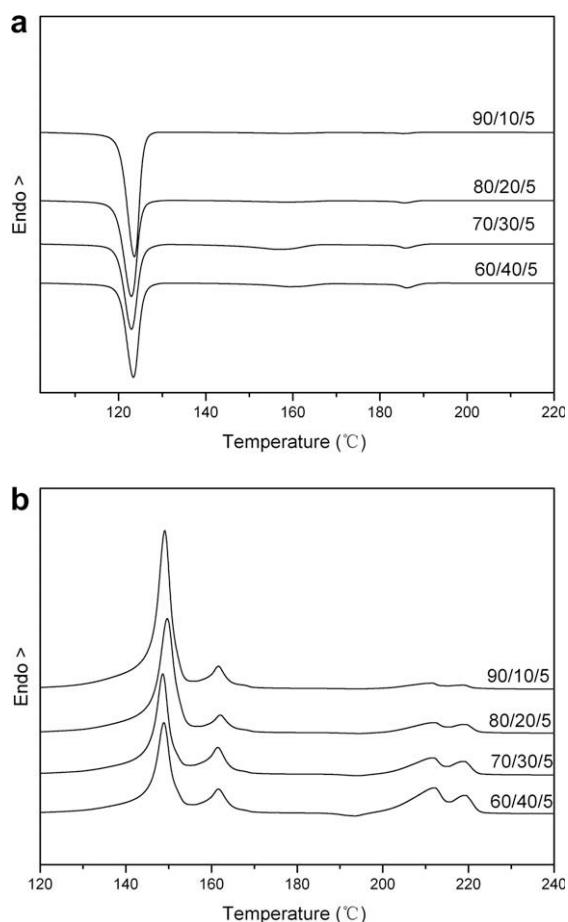 a
Endo >
90/10/5
80/20/5
70/30/5
60/40/5
120 140 160 180 200 220
Temperature (℃)
b
Endo >
90/10/5
80/20/5
70/30/5
60/40/5
120 140 160 180 200 220 240
Temperature (℃)